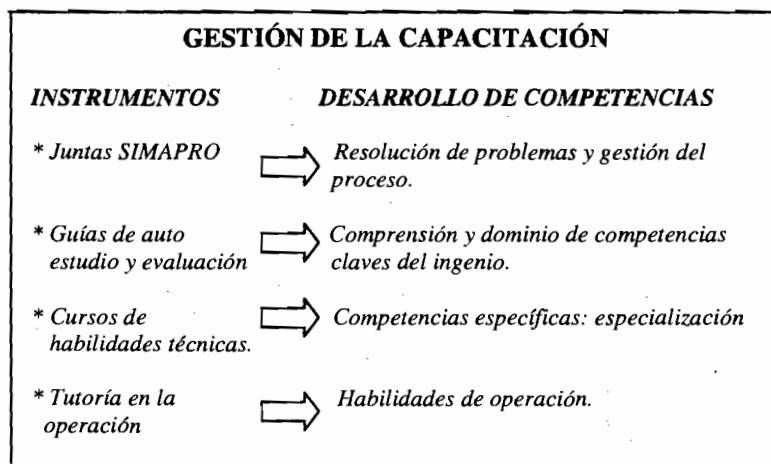 GESTIÓN DE LA CAPACITACIÓN
INSTRUMENTOS DESARROLLO DE COMPETENCIAS
* Juntas SIMAPRO Resolución de problemas y gestión del
proceso.
* Guías de auto Comprensión y dominio de competencias
estudio y evaluación claves del ingenio.
* Cursos de Competencias específicas: especialización
habilidades técnicas.
* Tutoría en la Habilidades de operación.
operación